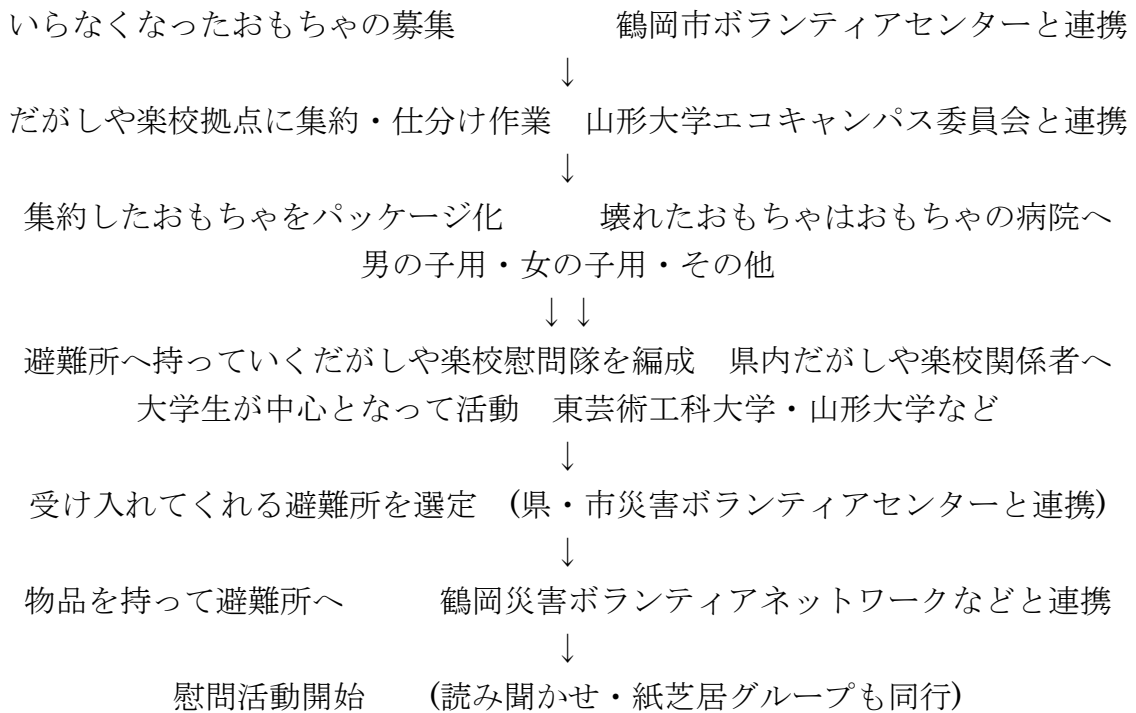 いらなくなったおもちゃの募集　　　　　鶴岡市ボランティアセンターと連携
↓
だがしや楽校拠点に集約・仕分け作業　山形大学エコキャンパス委員会と連携
↓
集約したおもちゃをパッケージ化　　　壊れたおもちゃはおもちゃの病院へ
男の子用・女の子用・その他
↓ ↓
避難所へ持っていくだがしや楽校慰問隊を編成　県内だがしや楽校関係者へ
大学生が中心となって活動　東芸術工科大学・山形大学など
↓
受け入れてくれる避難所を選定　(県・市災害ボランティアセンターと連携)
↓
物品を持って避難所へ　　　鶴岡災害ボランティアネットワークなどと連携
↓
慰問活動開始　　(読み聞かせ・紙芝居グループも同行)